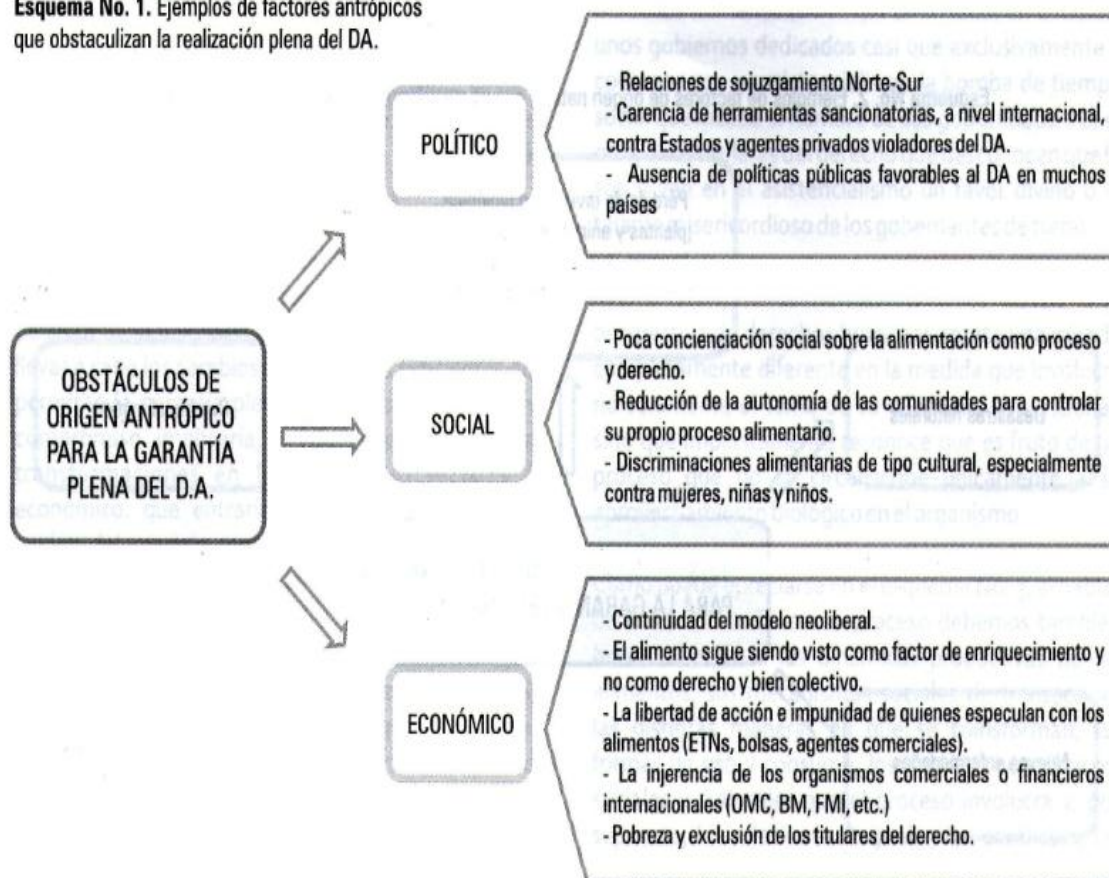 Esquema No. 1. Ejemplos de factores antrópicos
que obstaculizan la realización plena del DA.
POLÍTICO
- Relaciones de sojuzgamiento Norte-Sur
- Carencia de herramientas sancionatorias, a nivel internacional,
contra Estados y agentes privados violadores del DA.
- Ausencia de políticas públicas favorables al DA en muchos
países
OBSTÁCULOS DE
ORIGEN ANTRÓPICO
PARA LA GARANTÍA
PLENA DEL D.A.
SOCIAL
- Poca concienciación social sobre la alimentación como proceso
y derecho.
- Reducción de la autonomía de las comunidades para controlar
su propio proceso alimentario.
- Discriminaciones alimentarias de tipo cultural, especialmente
contra mujeres, niñas y niños.
ECONÓMICO
- Continuidad del modelo neoliberal.
- El alimento sigue siendo visto como factor de enriquecimiento y
no como derecho y bien colectivo.
- La libertad de acción e impunidad de quienes especulan con los
alimentos (ETNs, bolsas, agentes comerciales).
- La injerencia de los organismos comerciales o financieros
internacionales (OMC, BM, FMI, etc.)
- Pobreza y exclusión de los titulares del derecho.